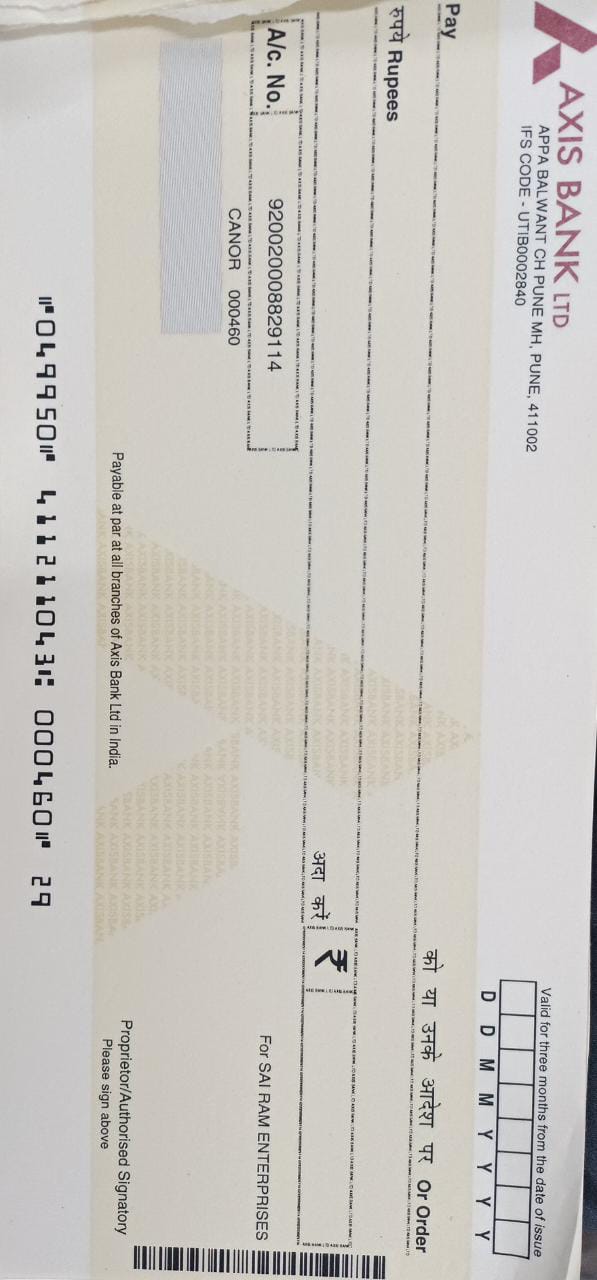 AXIS BANK LTD
APPA BALWANT CH PUNE MH, PUNE, 411002
IFS CODE - UTIB0002840
Valid for three months from the date of issue
D D M M Y Y Y Y
Pay
को या उनके आदेश पर Or Order
रुपये Rupees
अदा करें ₹
A/c. No. 920020008829114
For SAI RAM ENTERPRISES
CANOR 000460
Payable at par at all branches of Axis Bank Ltd in India.
Proprietor/Authorised Signatory
Please sign above
⑈049950⑈ 411211043⑆ 000460⑈ 29